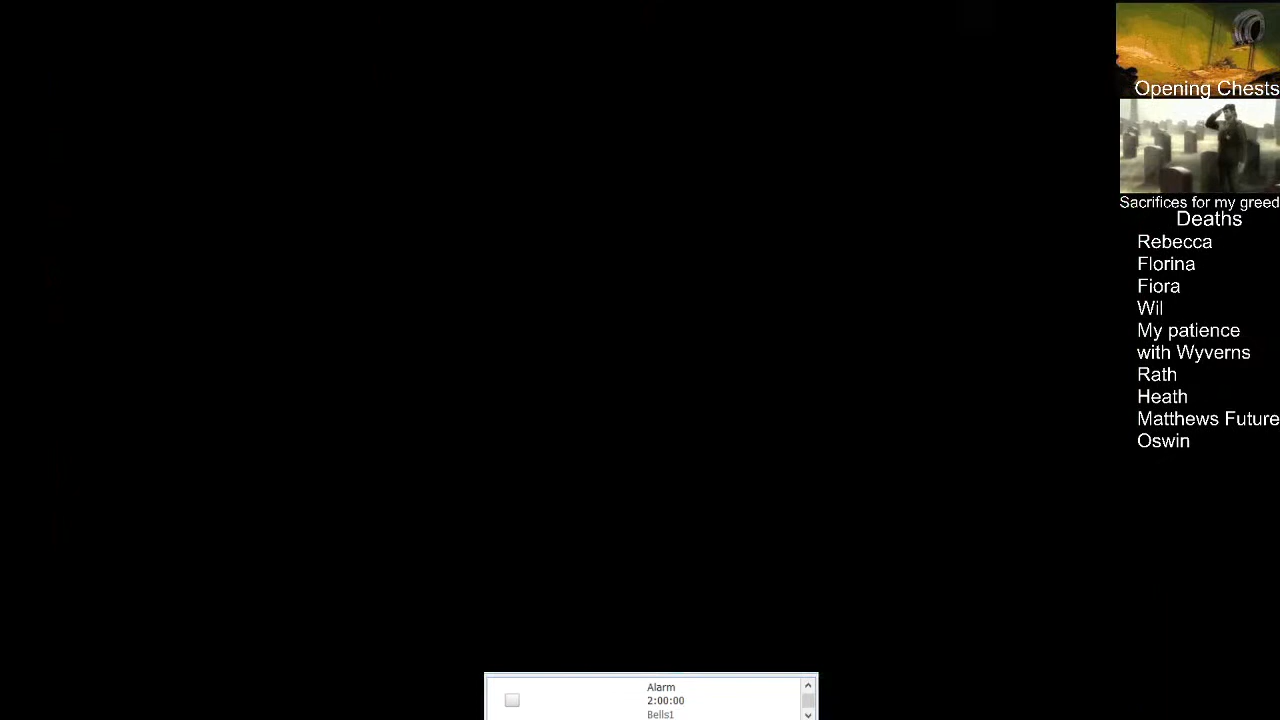 Opening Chests
Sacrifices for my greed
Deaths
Rebecca
Florina
Fiora
Wil
My patience
with Wyverns
Rath
Heath
Matthews Future
Oswin
Alarm
2:00:00
Bells1